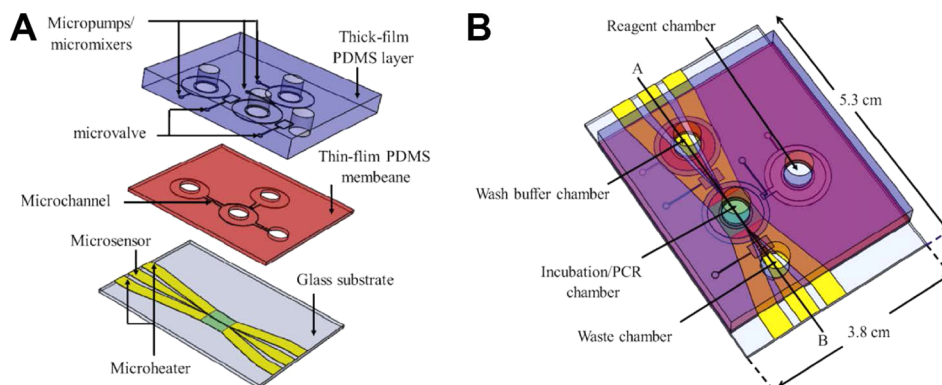 A
Micropumps/
micromixers
Thick-film
PDMS layer
microvalve
Thin-flim PDMS
membeane
Microchannel
Microsensor
Glass substrate
Microheater
B
Reagent chamber
A
5.3 cm
Wash buffer chamber
Incubation/PCR
chamber
Waste chamber
B
3.8 cm